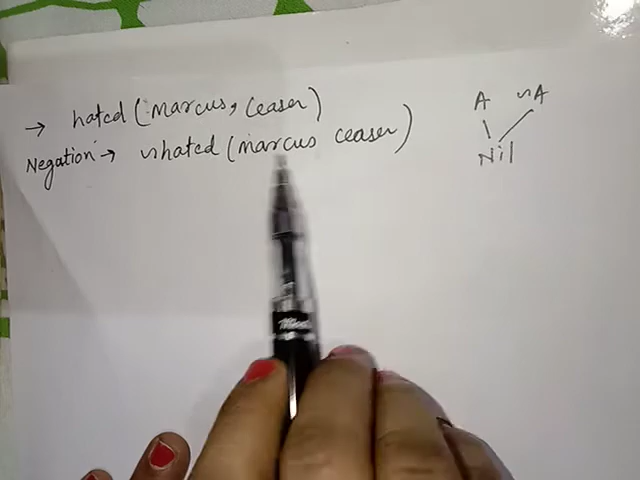 → hated (Marcus, Ceaser)
Negation → ~hated (marcus ceaser)
A ~A
Nil